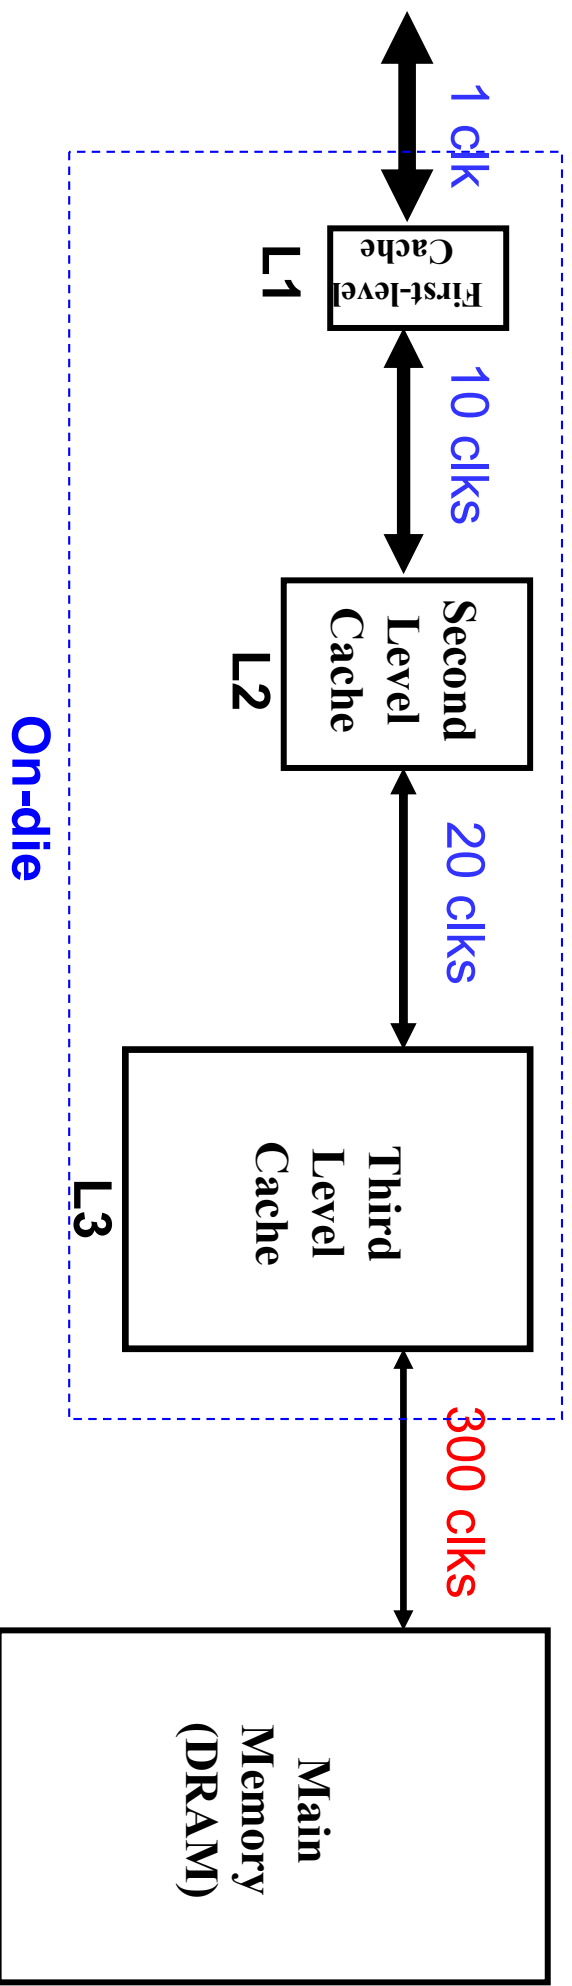 1 clk
First-level
Cache
L1
10 clks
Second
Level
Cache
L2
20 clks
Third
Level
Cache
L3
On-die
300 clks
Main
Memory
(DRAM)